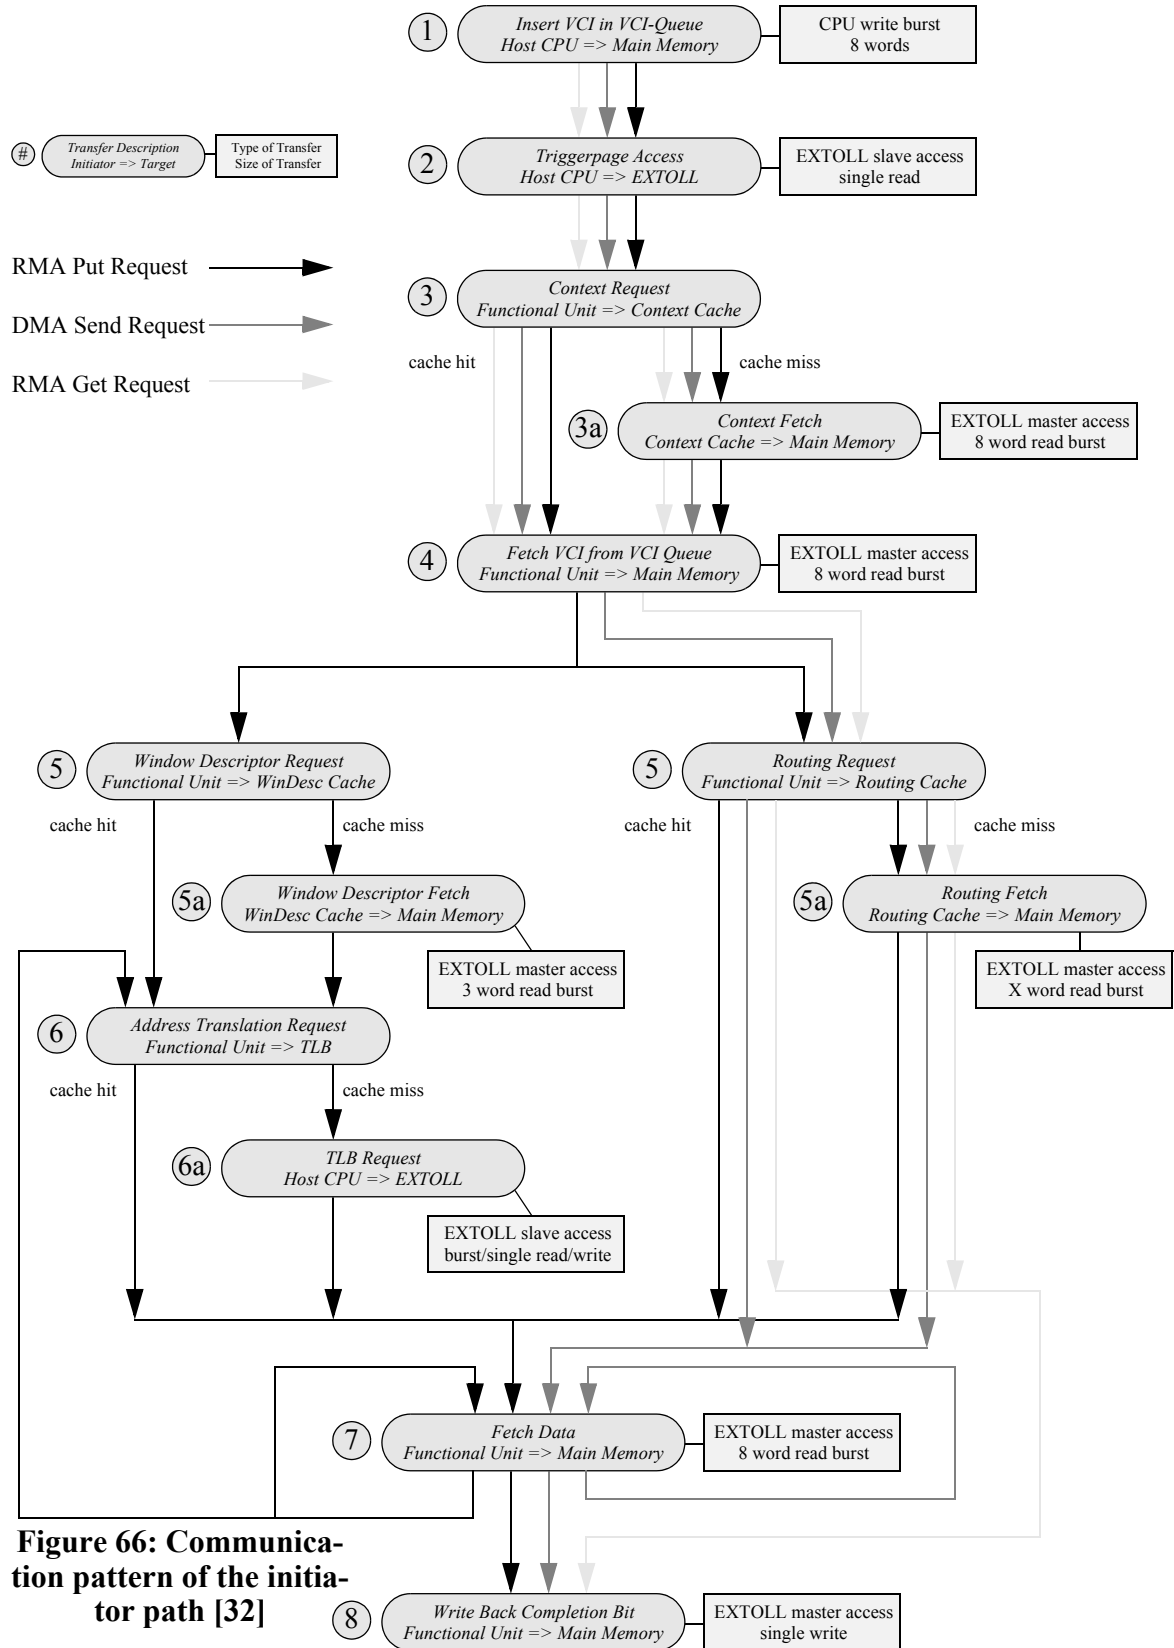 1
Insert VCI in VCI-Queue
Host CPU => Main Memory
CPU write burst
8 words
#
Transfer Description
Initiator => Target
Type of Transfer
Size of Transfer
2
Triggerpage Access
Host CPU => EXTOLL
EXTOLL slave access
single read
RMA Put Request
DMA Send Request
RMA Get Request
3
Context Request
Functional Unit => Context Cache
cache hit
cache miss
3a
Context Fetch
Context Cache => Main Memory
EXTOLL master access
8 word read burst
4
Fetch VCI from VCI Queue
Functional Unit => Main Memory
EXTOLL master access
8 word read burst
5
Window Descriptor Request
Functional Unit => WinDesc Cache
5
Routing Request
Functional Unit => Routing Cache
cache hit
cache miss
cache hit
cache miss
5a
Window Descriptor Fetch
WinDesc Cache => Main Memory
5a
Routing Fetch
Routing Cache => Main Memory
EXTOLL master access
3 word read burst
EXTOLL master access
X word read burst
6
Address Translation Request
Functional Unit => TLB
cache hit
cache miss
6a
TLB Request
Host CPU => EXTOLL
EXTOLL slave access
burst/single read/write
7
Fetch Data
Functional Unit => Main Memory
EXTOLL master access
8 word read burst
Figure 66: Communica-
tion pattern of the initia-
tor path [32]
8
Write Back Completion Bit
Functional Unit => Main Memory
EXTOLL master access
single write